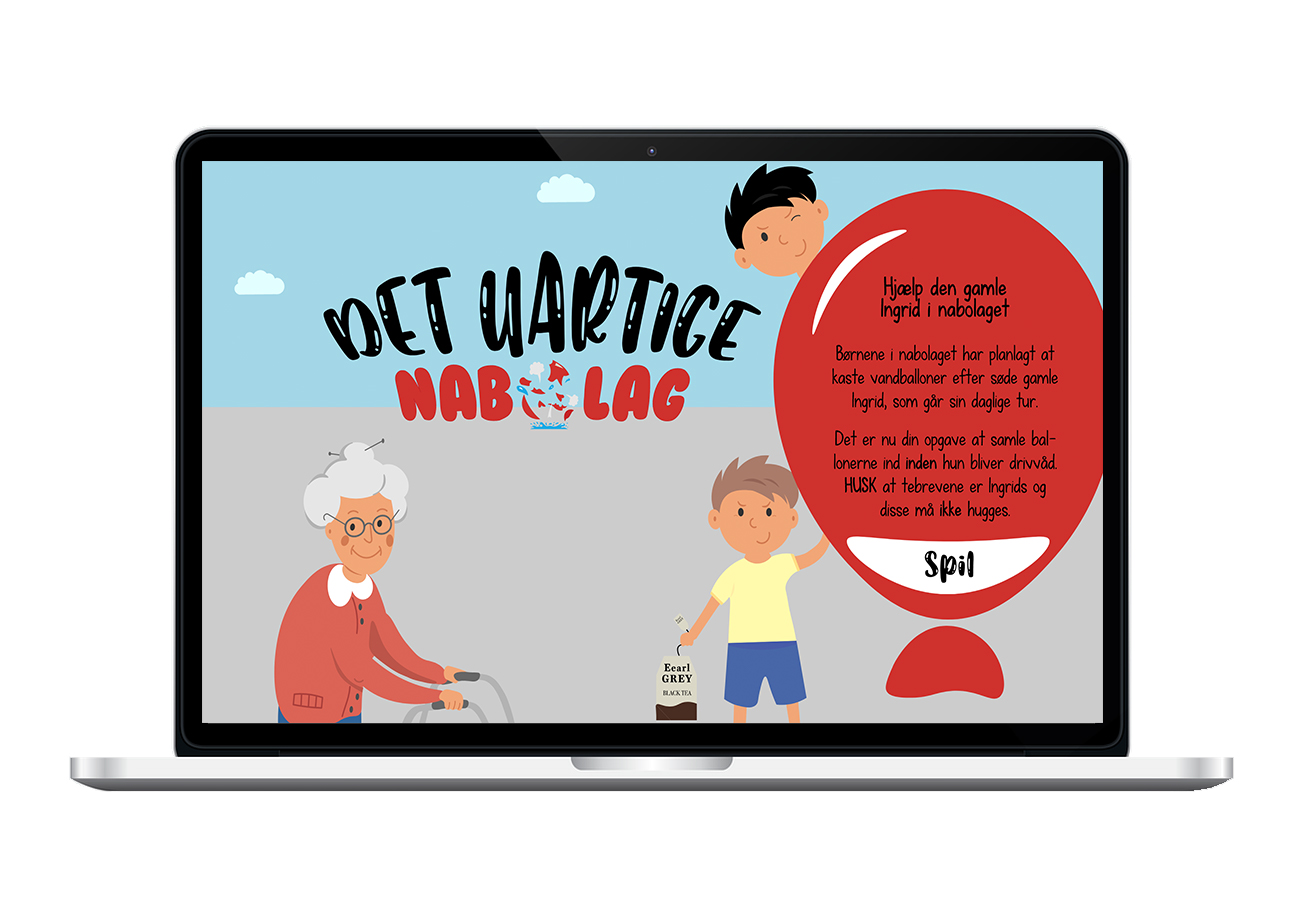 DET UARTIGE
NABOLAG
Hjælp den gamle
Ingrid i nabolaget
Børnene i nabolaget har planlagt at
kaste vandballoner efter søde gamle
Ingrid, som går sin daglige tur.
Det er nu din opgave at samle bal-
lonerne ind inden hun bliver drivvåd.
HUSK at tebrevene er Ingrids og
disse må ikke hugges.
Spil
Eearl
GREY
BLACK TEA